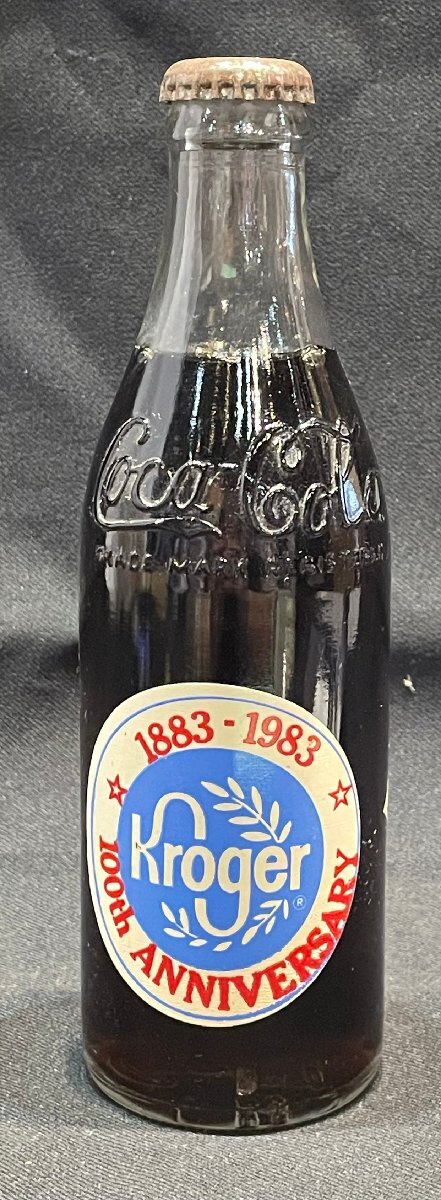 Coca-Cola
TRADE MARK REGISTERED
1883 - 1983
Kroger®
100th ANNIVERSARY